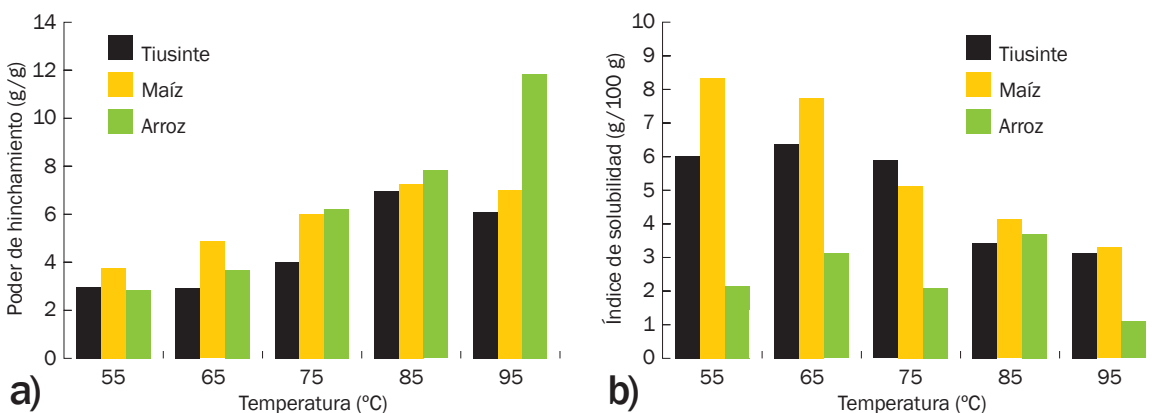 14
12
10
8
6
4
2
0
Poder de hinchamiento (g/g)
Tiusinte
Maíz
Arroz
55 65 75 85 95
Temperatura (ºC)
a)
10
9
8
7
6
5
4
3
2
1
0
Índice de solubilidad (g/100 g)
Tiusinte
Maíz
Arroz
55 65 75 85 95
Temperatura (ºC)
b)